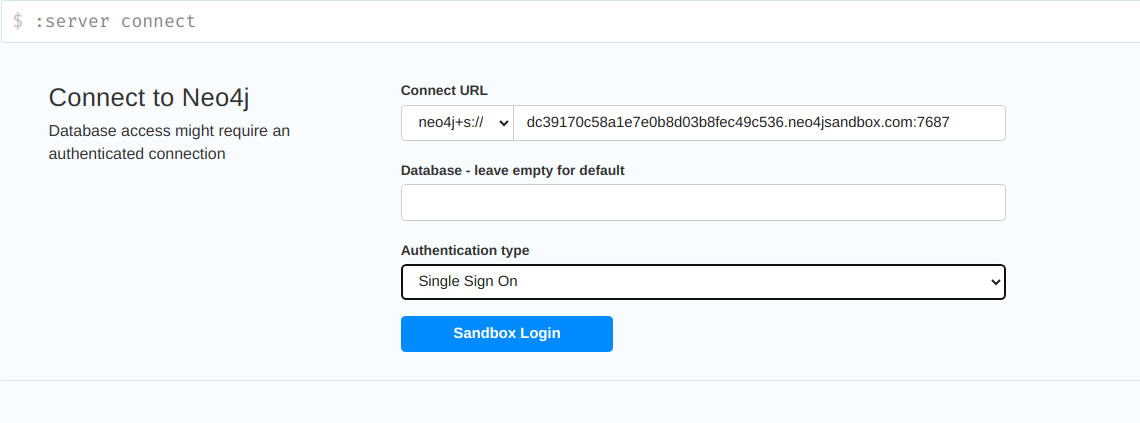 $ :server connect
Connect to Neo4j
Database access might require an
authenticated connection
Connect URL
neo4j+s:// dc39170c58a1e7e0b8d03b8fec49c536.neo4jsandbox.com:7687
Database - leave empty for default
Authentication type
Single Sign On
Sandbox Login